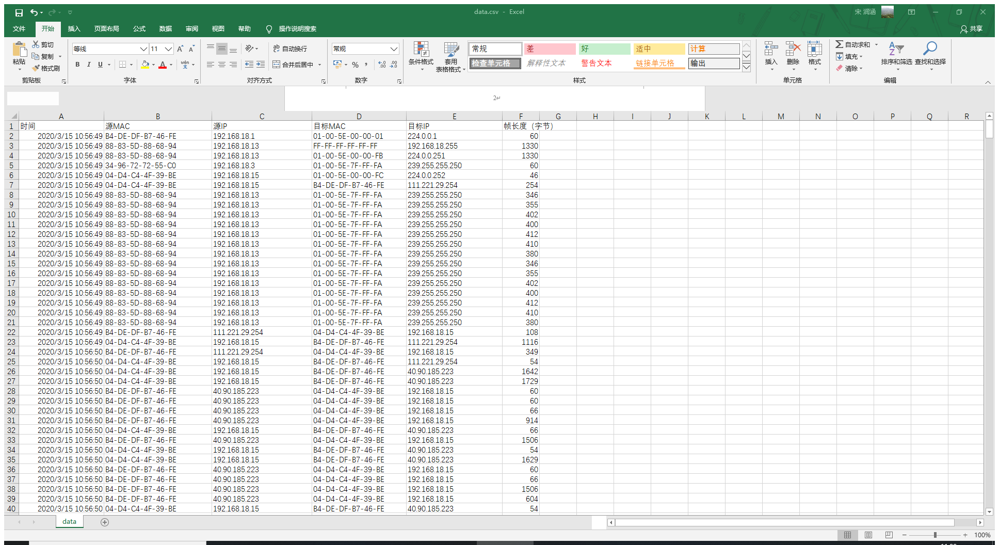 data.csv - Excel
宋 润涵
文件 开始 插入 页面布局 公式 数据 审阅 视图 帮助 操作说明搜索 共享
粘贴 剪切 复制 格式刷 剪贴板
等线 11 A A B I U A wén 文 字体
ab 自动换行 合并后居中 对齐方式
常规 % , .0 .00 数字
条件格式 套用 表格格式
常规 差 好 适中 计算
检查单元格 解释性文本 警告文本 链接单元格 输出
样式
插入 删除 格式 单元格
自动求和 填充 清除 排序和筛选 查找和选择 编辑
2
A B C D E F G H I J K L M N O P Q R
1 时间 源MAC 源IP 目标MAC 目标IP 帧长度（字节）
2 2020/3/15 10:56:49 B4-DE-DF-B7-46-FE 192.168.18.1 01-00-5E-00-00-01 224.0.0.1 60
3 2020/3/15 10:56:49 88-83-5D-88-68-94 192.168.18.13 FF-FF-FF-FF-FF-FF 192.168.18.255 1330
4 2020/3/15 10:56:49 88-83-5D-88-68-94 192.168.18.13 01-00-5E-00-00-FB 224.0.0.251 1330
5 2020/3/15 10:56:49 34-96-72-72-55-C0 192.168.18.3 01-00-5E-7F-FF-FA 239.255.255.250 60
6 2020/3/15 10:56:49 04-D4-C4-4F-39-BE 192.168.18.15 01-00-5E-00-00-FC 224.0.0.252 46
7 2020/3/15 10:56:49 04-D4-C4-4F-39-BE 192.168.18.15 B4-DE-DF-B7-46-FE 111.221.29.254 254
8 2020/3/15 10:56:49 88-83-5D-88-68-94 192.168.18.13 01-00-5E-7F-FF-FA 239.255.255.250 346
9 2020/3/15 10:56:49 88-83-5D-88-68-94 192.168.18.13 01-00-5E-7F-FF-FA 239.255.255.250 355
10 2020/3/15 10:56:49 88-83-5D-88-68-94 192.168.18.13 01-00-5E-7F-FF-FA 239.255.255.250 402
11 2020/3/15 10:56:49 88-83-5D-88-68-94 192.168.18.13 01-00-5E-7F-FF-FA 239.255.255.250 400
12 2020/3/15 10:56:49 88-83-5D-88-68-94 192.168.18.13 01-00-5E-7F-FF-FA 239.255.255.250 412
13 2020/3/15 10:56:49 88-83-5D-88-68-94 192.168.18.13 01-00-5E-7F-FF-FA 239.255.255.250 410
14 2020/3/15 10:56:49 88-83-5D-88-68-94 192.168.18.13 01-00-5E-7F-FF-FA 239.255.255.250 380
15 2020/3/15 10:56:49 88-83-5D-88-68-94 192.168.18.13 01-00-5E-7F-FF-FA 239.255.255.250 346
16 2020/3/15 10:56:49 88-83-5D-88-68-94 192.168.18.13 01-00-5E-7F-FF-FA 239.255.255.250 355
17 2020/3/15 10:56:49 88-83-5D-88-68-94 192.168.18.13 01-00-5E-7F-FF-FA 239.255.255.250 402
18 2020/3/15 10:56:49 88-83-5D-88-68-94 192.168.18.13 01-00-5E-7F-FF-FA 239.255.255.250 400
19 2020/3/15 10:56:49 88-83-5D-88-68-94 192.168.18.13 01-00-5E-7F-FF-FA 239.255.255.250 412
20 2020/3/15 10:56:49 88-83-5D-88-68-94 192.168.18.13 01-00-5E-7F-FF-FA 239.255.255.250 410
21 2020/3/15 10:56:49 88-83-5D-88-68-94 192.168.18.13 01-00-5E-7F-FF-FA 239.255.255.250 380
22 2020/3/15 10:56:49 B4-DE-DF-B7-46-FE 111.221.29.254 04-D4-C4-4F-39-BE 192.168.18.15 108
23 2020/3/15 10:56:49 04-D4-C4-4F-39-BE 192.168.18.15 B4-DE-DF-B7-46-FE 111.221.29.254 1116
24 2020/3/15 10:56:50 B4-DE-DF-B7-46-FE 111.221.29.254 04-D4-C4-4F-39-BE 192.168.18.15 349
25 2020/3/15 10:56:50 04-D4-C4-4F-39-BE 192.168.18.15 B4-DE-DF-B7-46-FE 111.221.29.254 54
26 2020/3/15 10:56:50 04-D4-C4-4F-39-BE 192.168.18.15 B4-DE-DF-B7-46-FE 40.90.185.223 1642
27 2020/3/15 10:56:50 04-D4-C4-4F-39-BE 192.168.18.15 B4-DE-DF-B7-46-FE 40.90.185.223 1729
28 2020/3/15 10:56:50 B4-DE-DF-B7-46-FE 40.90.185.223 04-D4-C4-4F-39-BE 192.168.18.15 60
29 2020/3/15 10:56:50 B4-DE-DF-B7-46-FE 40.90.185.223 04-D4-C4-4F-39-BE 192.168.18.15 60
30 2020/3/15 10:56:50 B4-DE-DF-B7-46-FE 40.90.185.223 04-D4-C4-4F-39-BE 192.168.18.15 66
31 2020/3/15 10:56:50 B4-DE-DF-B7-46-FE 40.90.185.223 04-D4-C4-4F-39-BE 192.168.18.15 914
32 2020/3/15 10:56:50 04-D4-C4-4F-39-BE 192.168.18.15 B4-DE-DF-B7-46-FE 40.90.185.223 66
33 2020/3/15 10:56:50 B4-DE-DF-B7-46-FE 40.90.185.223 04-D4-C4-4F-39-BE 192.168.18.15 1506
34 2020/3/15 10:56:50 04-D4-C4-4F-39-BE 192.168.18.15 B4-DE-DF-B7-46-FE 40.90.185.223 54
35 2020/3/15 10:56:50 04-D4-C4-4F-39-BE 192.168.18.15 B4-DE-DF-B7-46-FE 40.90.185.223 1629
36 2020/3/15 10:56:50 B4-DE-DF-B7-46-FE 40.90.185.223 04-D4-C4-4F-39-BE 192.168.18.15 60
37 2020/3/15 10:56:50 B4-DE-DF-B7-46-FE 40.90.185.223 04-D4-C4-4F-39-BE 192.168.18.15 66
38 2020/3/15 10:56:50 B4-DE-DF-B7-46-FE 40.90.185.223 04-D4-C4-4F-39-BE 192.168.18.15 1506
39 2020/3/15 10:56:50 B4-DE-DF-B7-46-FE 40.90.185.223 04-D4-C4-4F-39-BE 192.168.18.15 604
40 2020/3/15 10:56:50 04-D4-C4-4F-39-BE 192.168.18.15 B4-DE-DF-B7-46-FE 40.90.185.223 54
data
100%